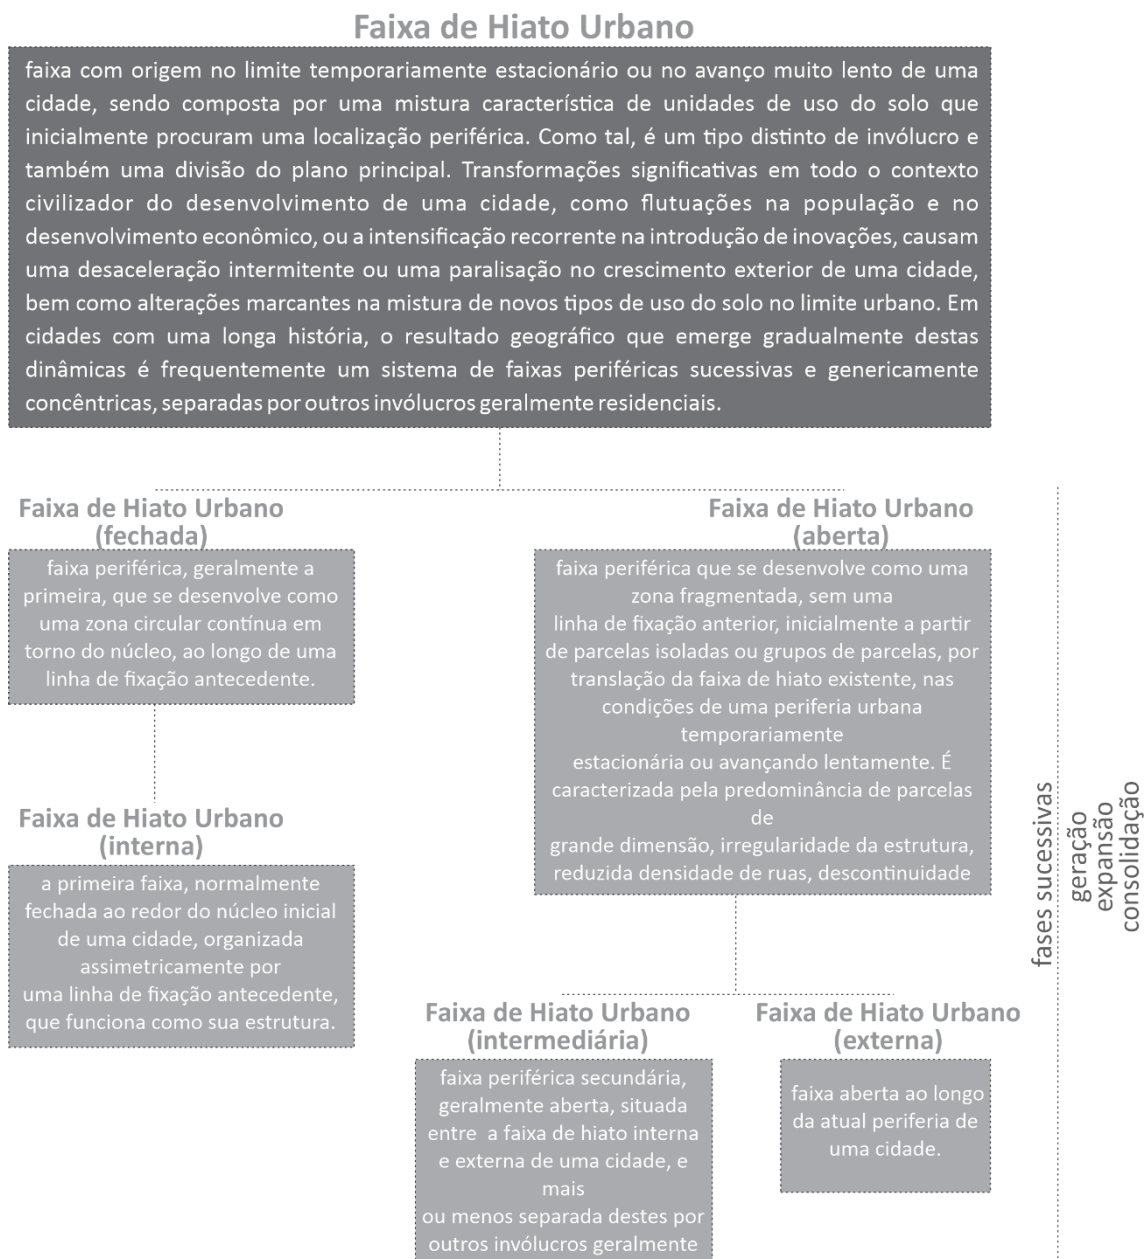 Faixa de Hiato Urbano
faixa com origem no limite temporariamente estacionário ou no avanço muito lento de uma
cidade, sendo composta por uma mistura característica de unidades de uso do solo que
inicialmente procuram uma localização periférica. Como tal, é um tipo distinto de invólucro e
também uma divisão do plano principal. Transformações significativas em todo o contexto
civilizador do desenvolvimento de uma cidade, como flutuações na população e no
desenvolvimento econômico, ou a intensificação recorrente na introdução de inovações, causam
uma desaceleração intermitente ou uma paralisação no crescimento exterior de uma cidade,
bem como alterações marcantes na mistura de novos tipos de uso do solo no limite urbano. Em
cidades com uma longa história, o resultado geográfico que emerge gradualmente destas
dinâmicas é frequentemente um sistema de faixas periféricas sucessivas e genericamente
concêntricas, separadas por outros invólucros geralmente residenciais.
Faixa de Hiato Urbano
(fechada)
faixa periférica, geralmente a
primeira, que se desenvolve como
uma zona circular contínua em
torno do núcleo, ao longo de uma
linha de fixação antecedente.
Faixa de Hiato Urbano
(interna)
a primeira faixa, normalmente
fechada ao redor do núcleo inicial
de uma cidade, organizada
assimetricamente por
uma linha de fixação antecedente,
que funciona como sua estrutura.
Faixa de Hiato Urbano
(aberta)
faixa periférica que se desenvolve como uma
zona fragmentada, sem uma
linha de fixação anterior, inicialmente a partir
de parcelas isoladas ou grupos de parcelas, por
translação da faixa de hiato existente, nas
condições de uma periferia urbana
temporariamente
estacionária ou avançando lentamente. É
caracterizada pela predominância de parcelas
de
grande dimensão, irregularidade da estrutura,
reduzida densidade de ruas, descontinuidade
Faixa de Hiato Urbano
(intermediária)
faixa periférica secundária,
geralmente aberta, situada
entre a faixa de hiato interna
e externa de uma cidade, e
mais
ou menos separada destes por
outros invólucros geralmente
Faixa de Hiato Urbano
(externa)
faixa aberta ao longo
da atual periferia de
uma cidade.
fases sucessivas
geração
expansão
consolidação